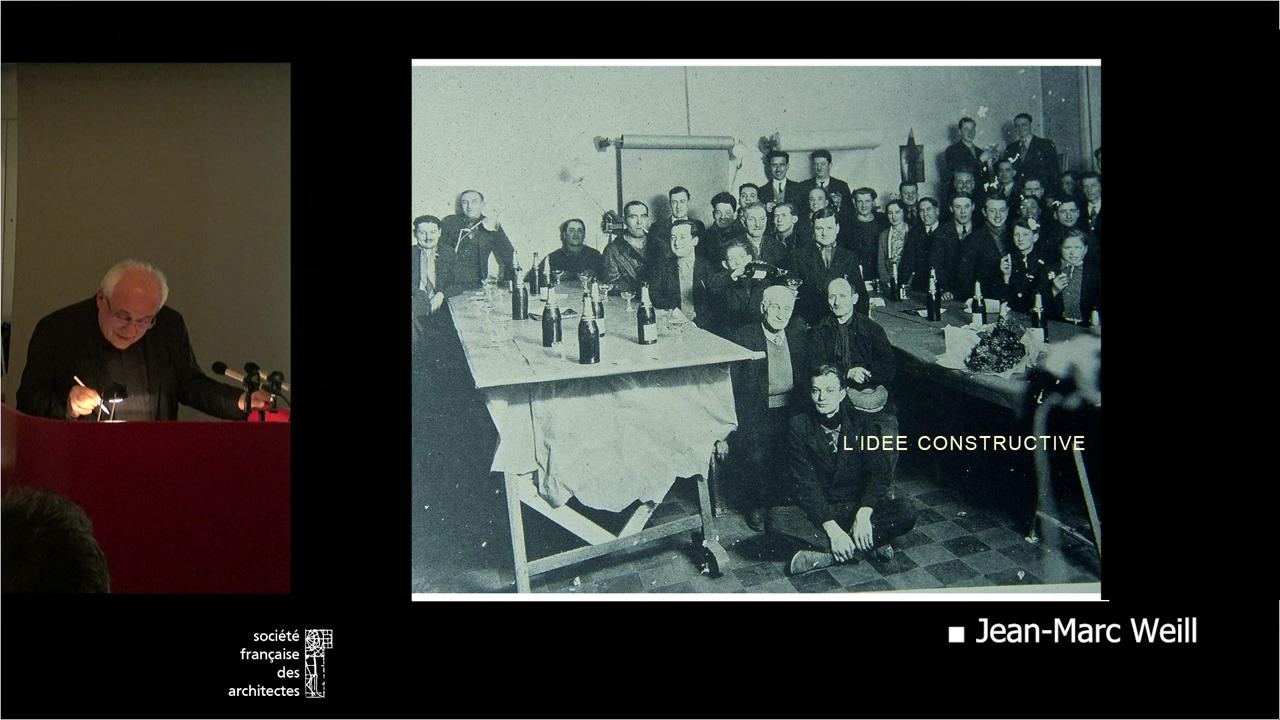 L'IDEE CONSTRUCTIVE
Jean-Marc Weill
société
française
des
architectes